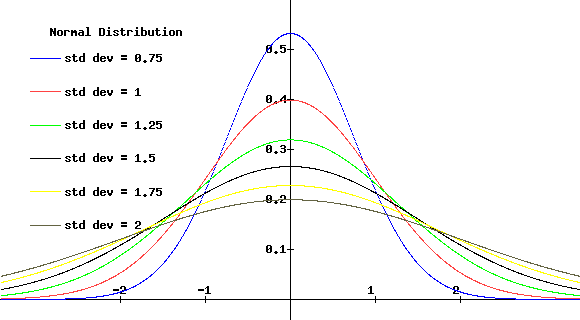 Normal Distribution
std dev = 0.75
std dev = 1
std dev = 1.25
std dev = 1.5
std dev = 1.75
std dev = 2
0.5
0.4
0.3
0.2
0.1
-2 -1 1 2